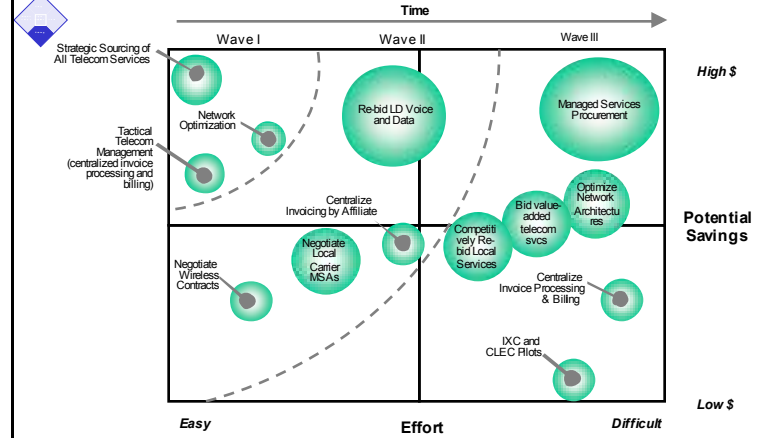 Time
Wave I
Wave II
Wave III
Strategic Sourcing of
All Telecom Services
High $
Re-bid LD Voice
and Data
Managed Services
Procurement
Network
Optimization
Tactical
Telecom
Management
(centralized invoice
processing and
billing)
Centralize
Invoicing by Affiliate
Optimize
Network
Architectu
res
Bid value-
added
telecom
svcs
Competiti
vely Re-
bid Local
Services
Potential
Savings
Negotiate
Local
Carrier
MSAs
Negotiate
Wireless
Contracts
Centralize
Invoice Processing
& Billing
IXC and
CLEC Pilots
Low $
Easy
Effort
Difficult